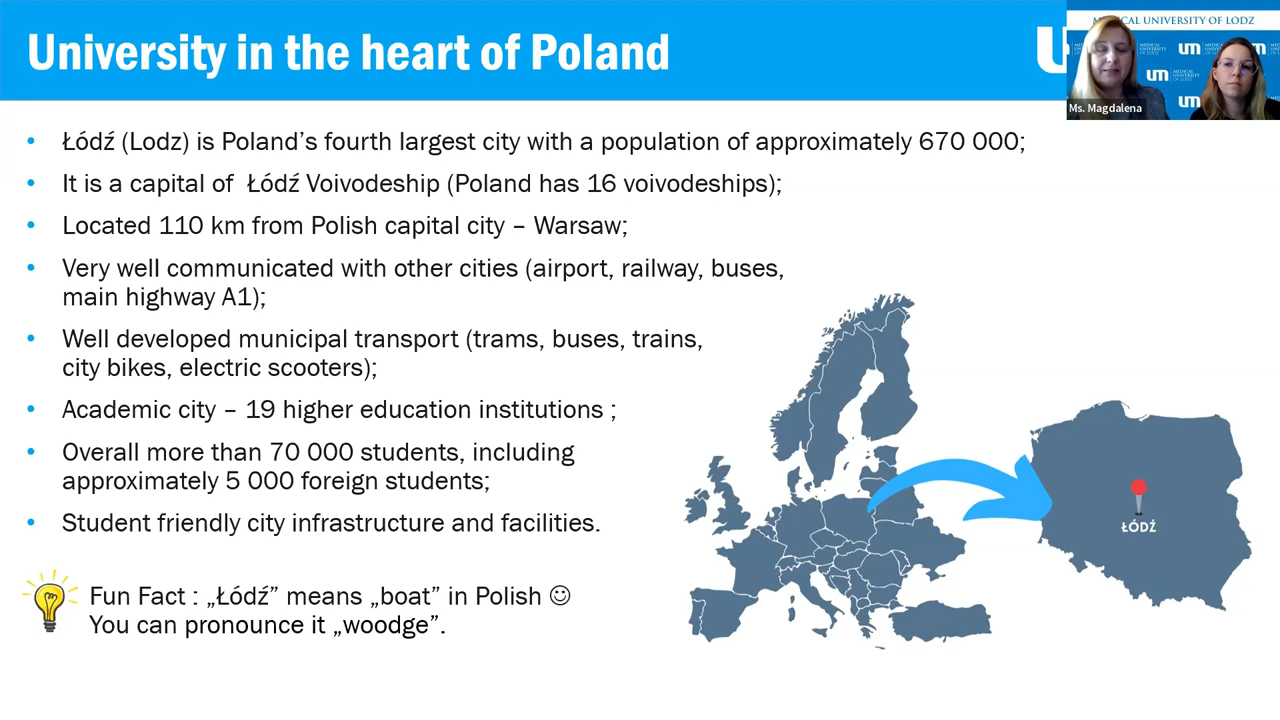 University in the heart of Poland
MEDICAL UNIVERSITY OF LODZ
Ms. Magdalena
• Łódź (Lodz) is Poland's fourth largest city with a population of approximately 670 000;
• It is a capital of Łódź Voivodeship (Poland has 16 voivodeships);
• Located 110 km from Polish capital city – Warsaw;
• Very well communicated with other cities (airport, railway, buses,
main highway A1);
• Well developed municipal transport (trams, buses, trains,
city bikes, electric scooters);
• Academic city – 19 higher education institutions ;
• Overall more than 70 000 students, including
approximately 5 000 foreign students;
• Student friendly city infrastructure and facilities.
ŁÓDŹ
Fun Fact : „Łódź” means „boat” in Polish ☺
You can pronounce it „woodge”.